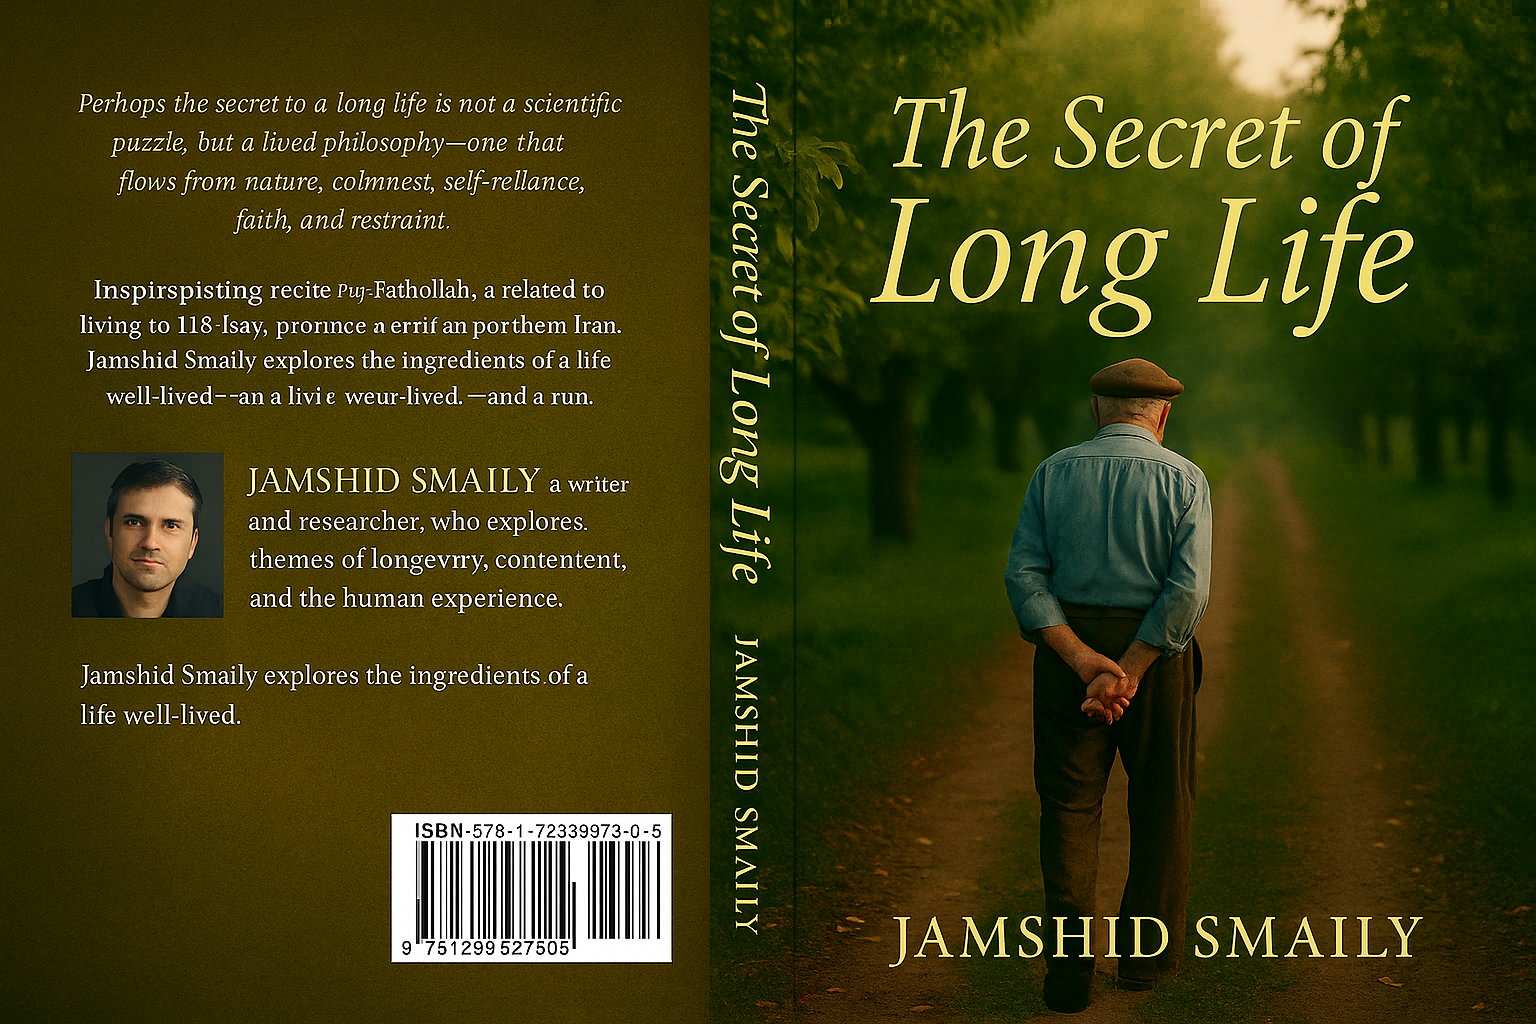 Perhaps the secret to a long life is not a scientific
puzzle, but a lived philosophy—one that
flows from nature, colmnest, self-rellance,
faith, and restraint.
Inspirspisting recite Puj-Fathollah, a related to
living to 118-Isay, prorınce a errif an porthem Iran.
Jamshid Smaily explores the ingredients of a life
well-lived--an a livi e weur-lived. —and a run.
JAMSHID SMAILY a writer
and researcher, who explores.
themes of longevrry, contentent,
and the human experience.
Jamshid Smaily explores the ingredients.of a
life well-lived.
ISBN-578-1-72339973-0-5
9 751299 527505
The Secret of Long Life JAMSHID SMAILY
The Secret of
Long Life
JAMSHID SMAILY